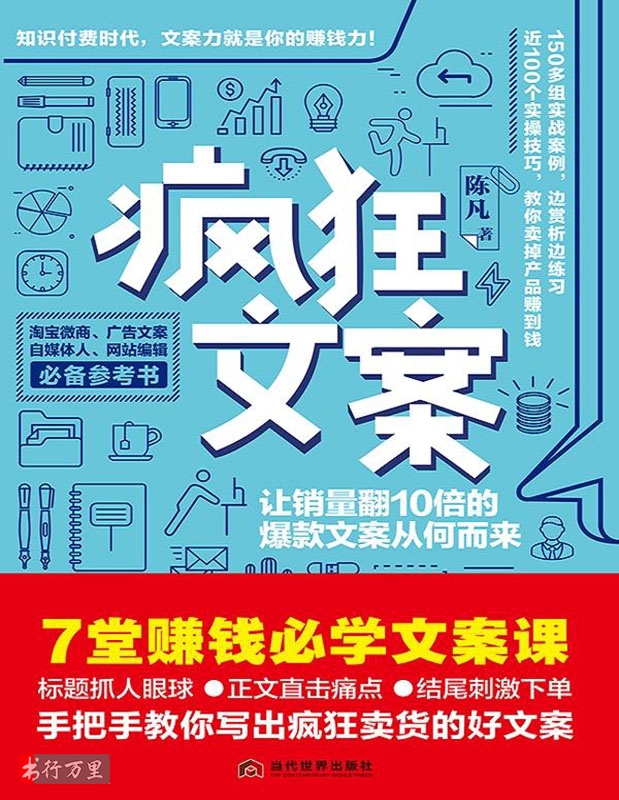 知识付费时代，文案力就是你的赚钱力！
150多组实战案例，边赏析边练习
近100个实操技巧，教你卖掉产品赚到钱
疯狂
文案
陈凡 著
淘宝微商、广告文案
自媒体人、网站编辑
必备参考书
让销量翻10倍的
爆款文案从何而来
7堂赚钱必学文案课
标题抓人眼球 ●正文直击痛点 ●结尾刺激下单
手把手教你写出疯狂卖货的好文案
书行万里
当代世界出版社
THE CONTEMPORARY WORLD PRESS